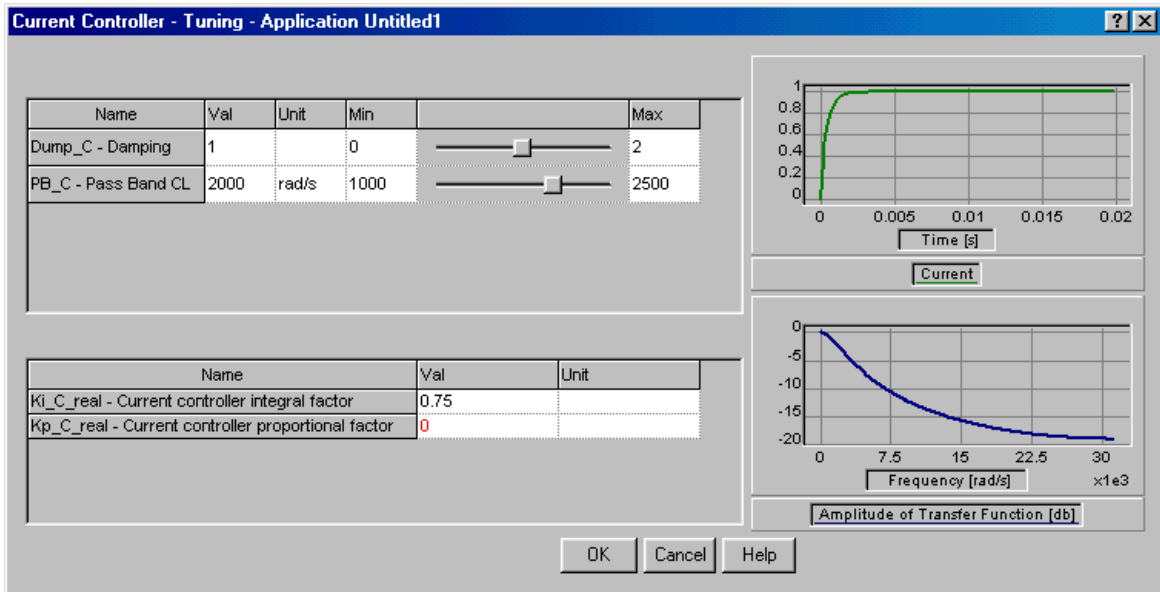 Current Controller - Tuning - Application Untitled1
Name Val Unit Min Max
Dump_C - Damping 1 0 2
PB_C - Pass Band CL 2000 rad/s 1000 2500
Name Val Unit
Ki_C_real - Current controller integral factor 0.75
Kp_C_real - Current controller proportional factor 0
1
0.8
0.6
0.4
0.2
0
0 0.005 0.01 0.015 0.02
Time [s]
Current
0
-5
-10
-15
-20
0 7.5 15 22.5 30
Frequency [rad/s] x1e3
Amplitude of Transfer Function [db]
OK Cancel Help